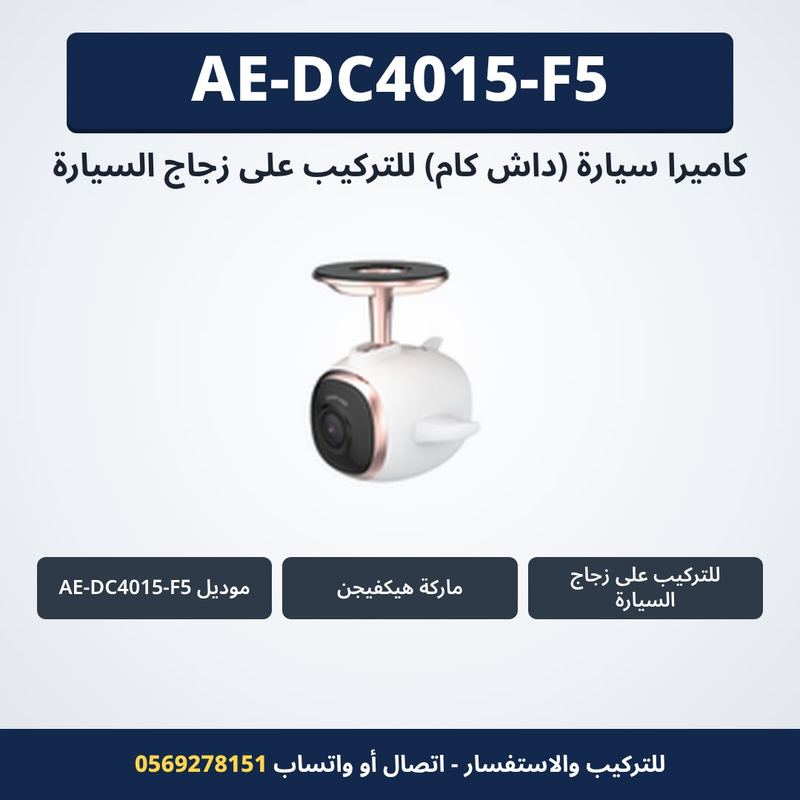 AE-DC4015-F5
كاميرا سيارة (داش كام) للتركيب على زجاج السيارة
للتركيب على زجاج
السيارة
ماركة هيكفيجن
موديل AE-DC4015-F5
للتركيب والاستفسار - اتصال أو واتساب 0569278151